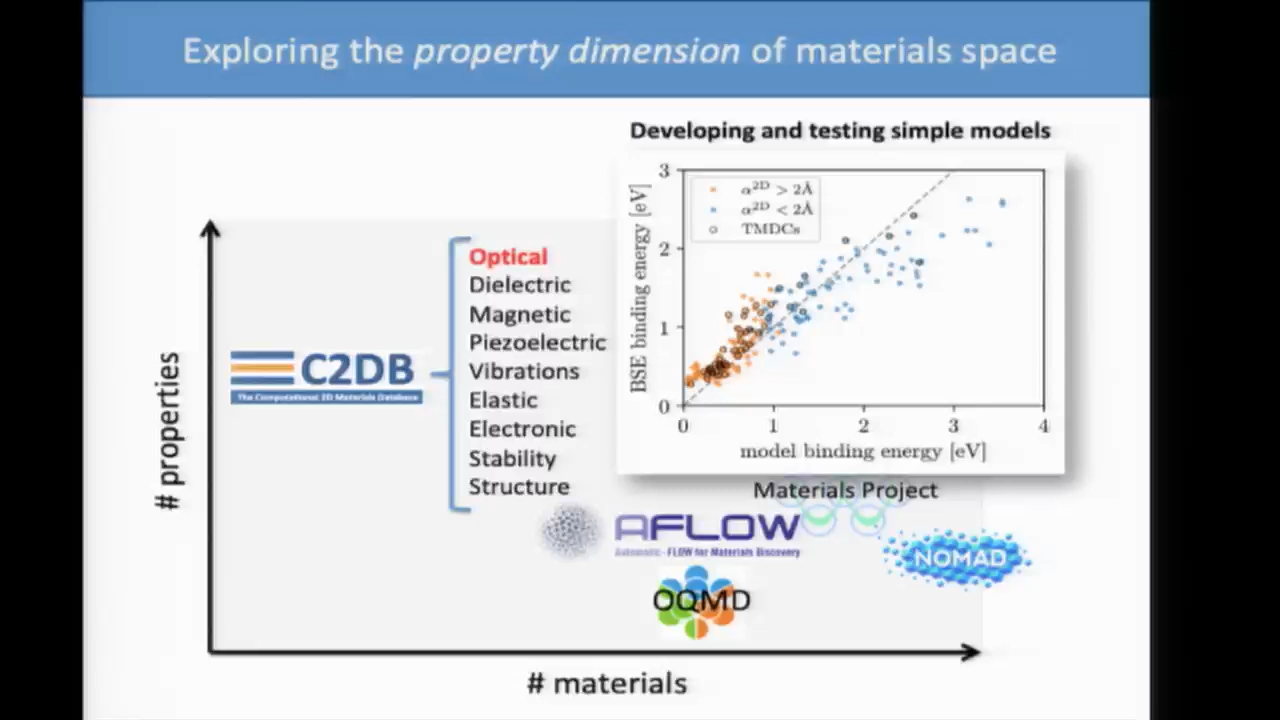 Exploring the property dimension of materials space
Developing and testing simple models
Optical
Dielectric
Magnetic
Piezoelectric
Vibrations
Elastic
Electronic
Stability
Structure
C2DB
The Computational 2D Materials Database
# properties
BSE binding energy [eV]
3
2
1
0
α²ᴰ > 2Å
α²ᴰ < 2Å
TMDCs
0 1 2 3 4
model binding energy [eV]
Materials Project
AFLOW
Automatic - FLOW for Materials Discovery
NOMAD
OQMD
# materials